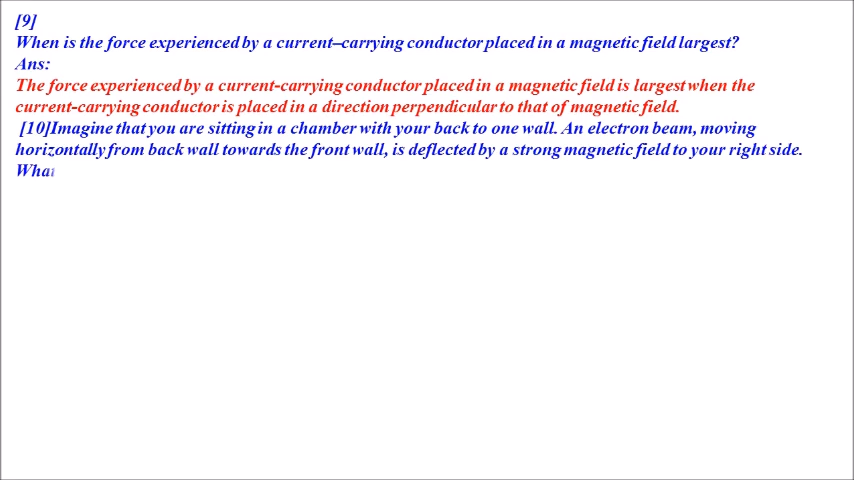 [9]
When is the force experienced by a current–carrying conductor placed in a magnetic field largest?
Ans:
The force experienced by a current-carrying conductor placed in a magnetic field is largest when the
current-carrying conductor is placed in a direction perpendicular to that of magnetic field.
[10]Imagine that you are sitting in a chamber with your back to one wall. An electron beam, moving
horizontally from back wall towards the front wall, is deflected by a strong magnetic field to your right side.
What